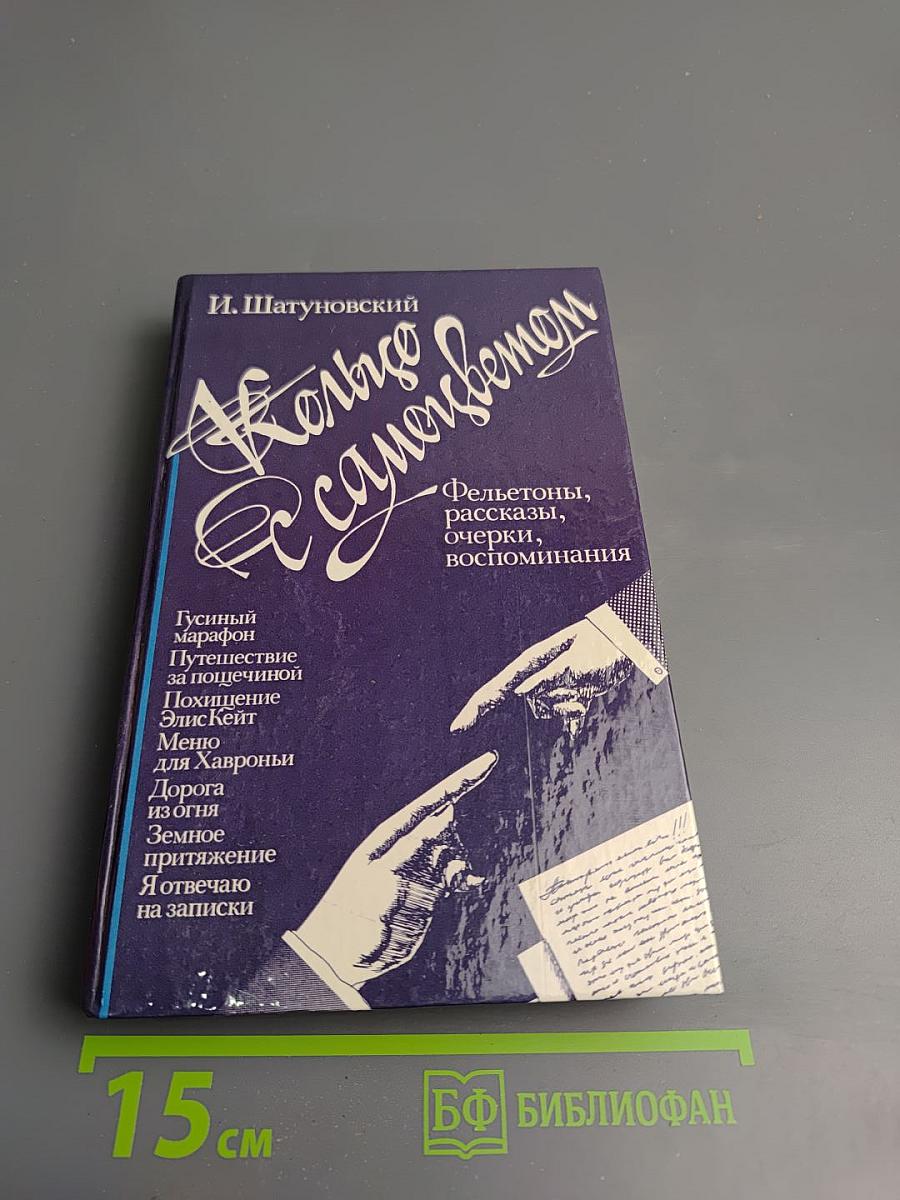 И. Шатуновский
Кольцо
с самоцветом
Фельетоны,
рассказы,
очерки,
воспоминания
Гусиный
марафон
Путешествие
за пощечиной
Похищение
Элис Кейт
Меню
для Хавроньи
Дорога
из огня
Земное
притяжение
Я отвечаю
на записки
15 см
БФ БИБЛИОФАН